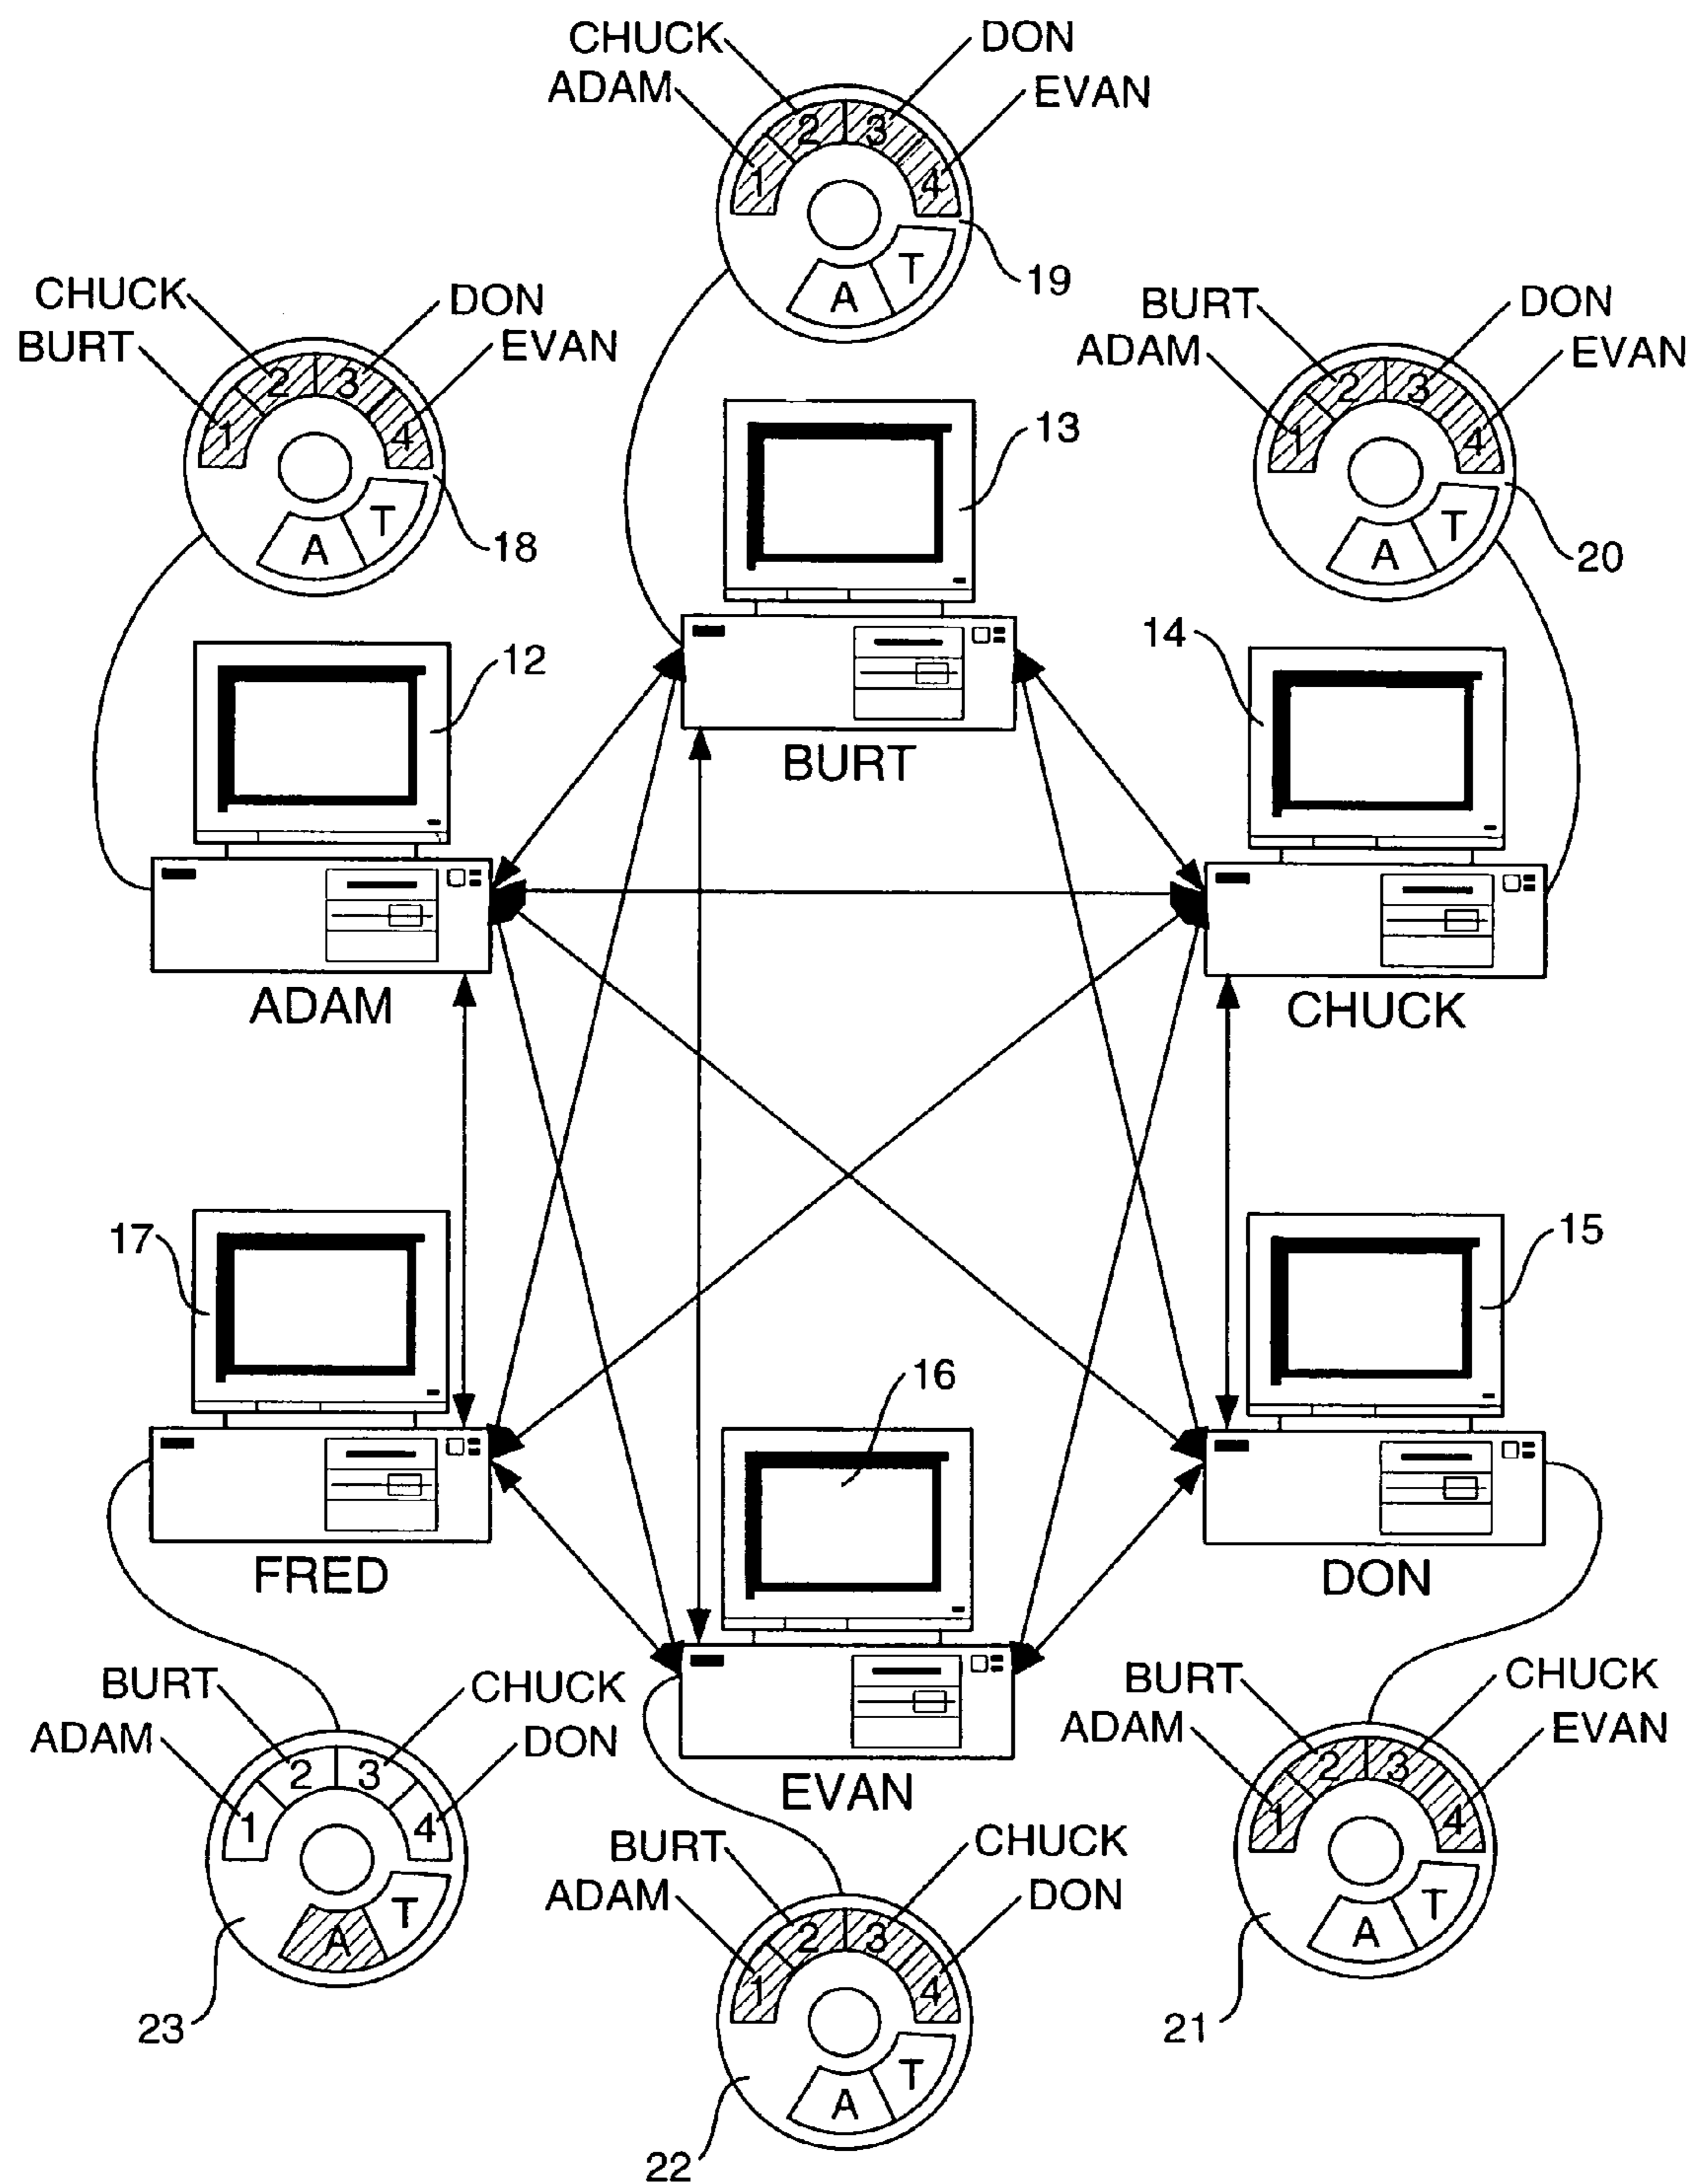 CHUCK
ADAM
DON
EVAN
1
2
3
4
A
T
19
CHUCK
BURT
DON
EVAN
1
2
3
4
A
T
18
BURT
ADAM
DON
EVAN
1
2
3
4
A
T
20
13
BURT
12
ADAM
14
CHUCK
17
FRED
16
EVAN
15
DON
BURT
ADAM
CHUCK
DON
1
2
3
4
A
T
23
BURT
ADAM
CHUCK
DON
1
2
3
4
A
T
22
BURT
ADAM
CHUCK
EVAN
1
2
3
4
A
T
21